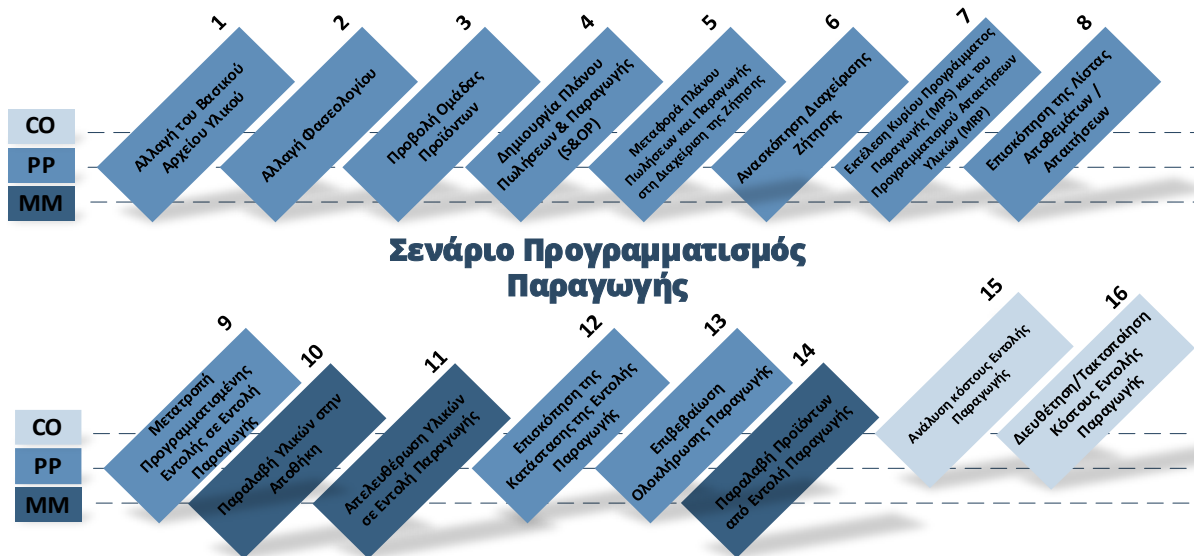 1
Αλλαγή του Βασικού
Αρχείου Υλικού
2
Αλλαγή Φασεολογίου
3
Προβολή Ομάδας
Προϊόντων
4
Δημιουργία Πλάνου
Πωλήσεων & Παραγωγής
(S&OP)
5
Μεταφορά Πλάνου
Πωλήσεων και Παραγωγής
στη Διαχείριση της Ζήτησης
6
Ανασκόπηση Διαχείρισης
Ζήτησης
7
Εκτέλεση Κυρίου Προγράμματος
Παραγωγής (MPS) και του
Προγραμματισμού Απαιτήσεων
Υλικών (MRP)
8
Επισκόπηση της Λίστας
Αποθεμάτων /
Απαιτήσεων
CO
PP
MM
Σενάριο Προγραμματισμός
Παραγωγής
9
Μετατροπή
Προγραμματισμένης
Εντολής σε Εντολή
Παραγωγής
10
Παραλαβή Υλικών στην
Αποθήκη
11
Απελευθέρωση Υλικών
σε Εντολή Παραγωγής
12
Επισκόπηση της
Κατάστασης της Εντολής
Παραγωγής
13
Επιβεβαίωση
Ολοκλήρωσης Παραγωγής
14
Παραλαβή Προϊόντων
από Εντολή Παραγωγής
15
Ανάλυση κόστους Εντολής
Παραγωγής
16
Διευθέτηση/Τακτοποίηση
Κόστους Εντολής
Παραγωγής
CO
PP
MM